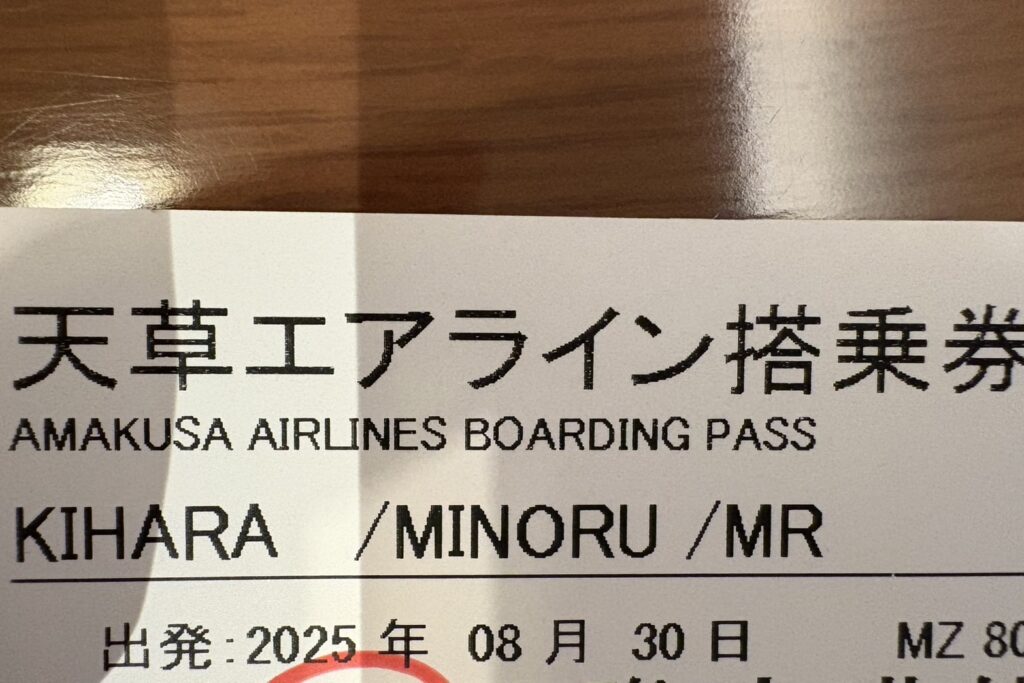 天草エアライン搭乗券
AMAKUSA AIRLINES BOARDING PASS
KIHARA /MINORU /MR
出発:2025 年 08 月 30 日 MZ 80